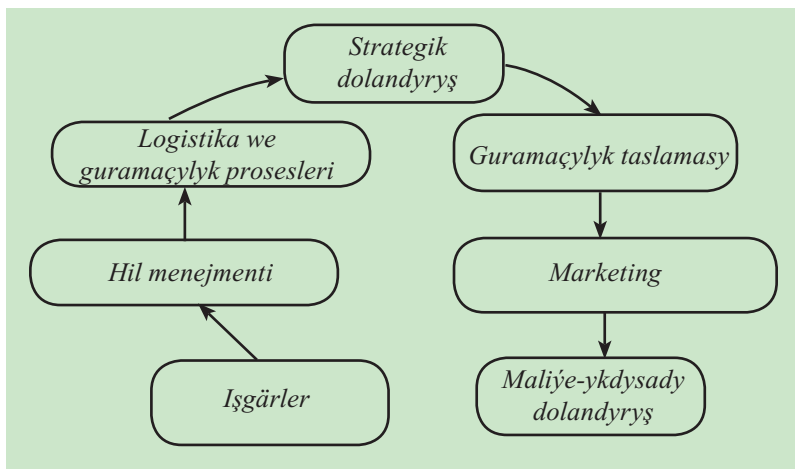 Strategik
dolandyryş
Logistika we
guramaçylyk prosesleri
Guramaçylyk taslamasy
Hil menejmenti
Marketing
Işgärler
Maliýe-ykdysady
dolandyryş